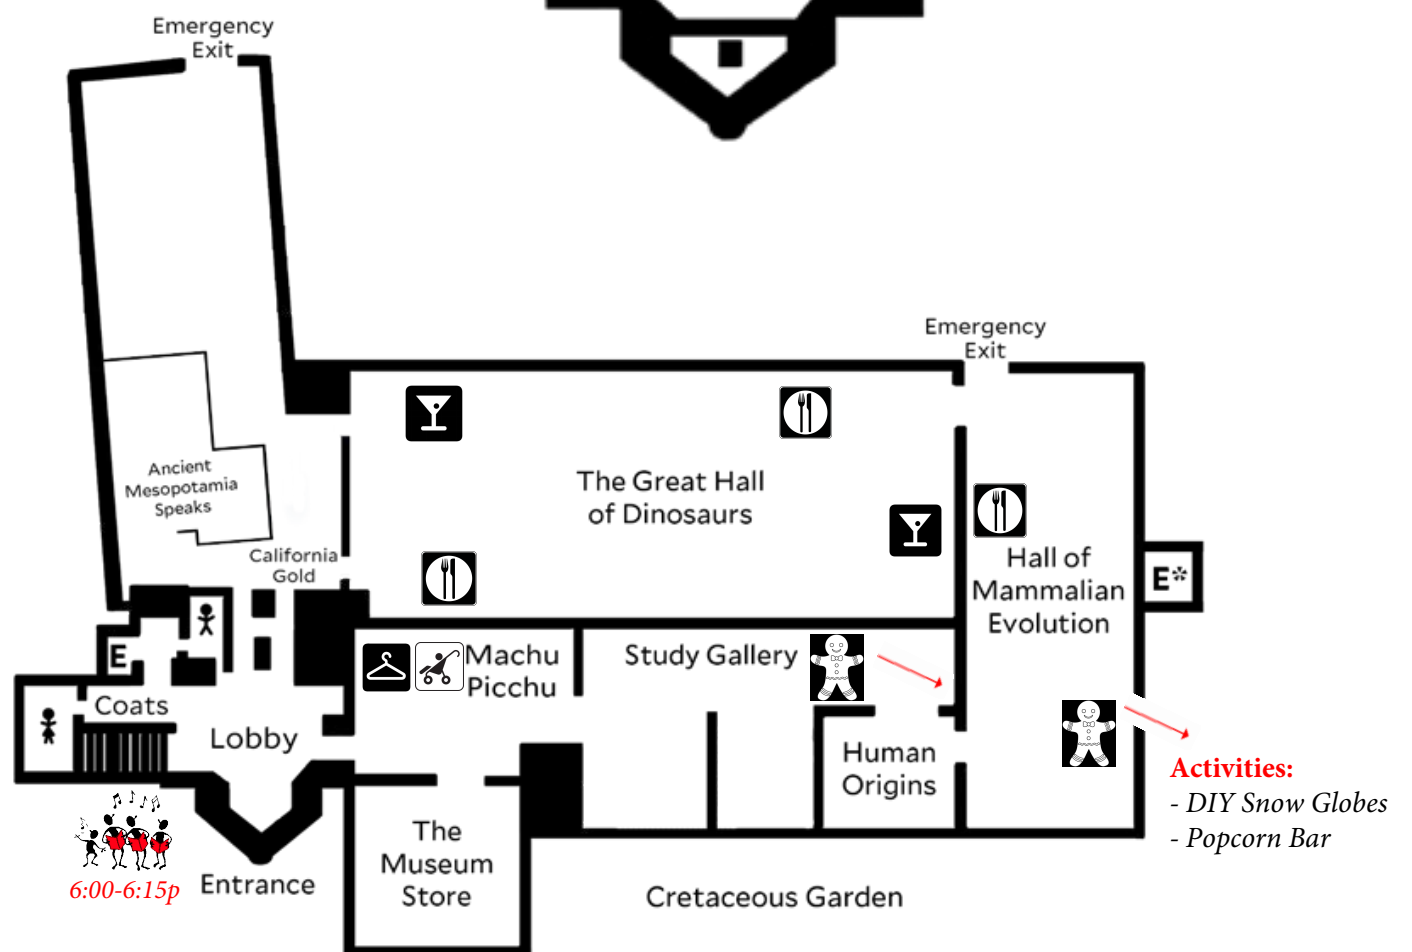 Emergency
Exit
Emergency
Exit
Ancient
Mesopotamia
Speaks
The Great Hall
of Dinosaurs
California
Gold
Hall of
Mammalian
Evolution
E*
E
Machu
Picchu
Study Gallery
Coats
Lobby
Human
Origins
Activities:
- DIY Snow Globes
- Popcorn Bar
The
Museum
Store
6:00-6:15p
Entrance
Cretaceous Garden